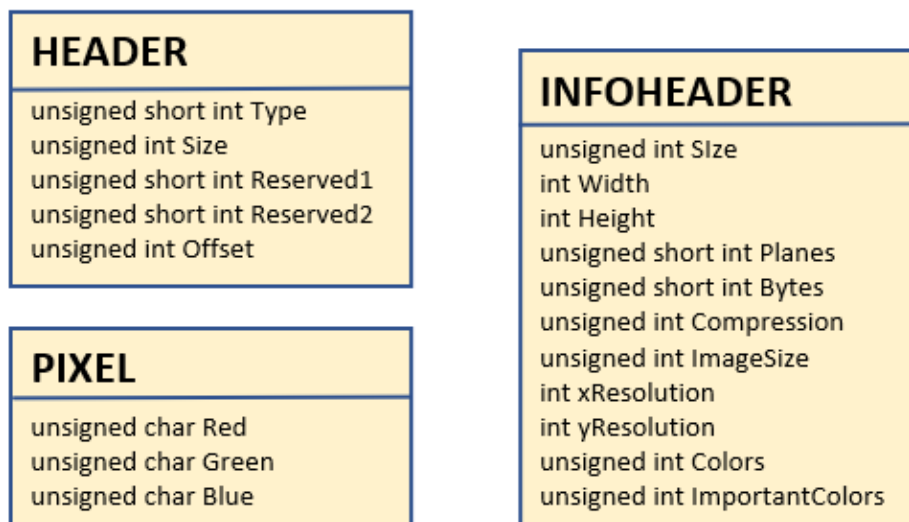 HEADER
unsigned short int Type
unsigned int Size
unsigned short int Reserved1
unsigned short int Reserved2
unsigned int Offset
PIXEL
unsigned char Red
unsigned char Green
unsigned char Blue
INFOHEADER
unsigned int SIze
int Width
int Height
unsigned short int Planes
unsigned short int Bytes
unsigned int Compression
unsigned int ImageSize
int xResolution
int yResolution
unsigned int Colors
unsigned int ImportantColors